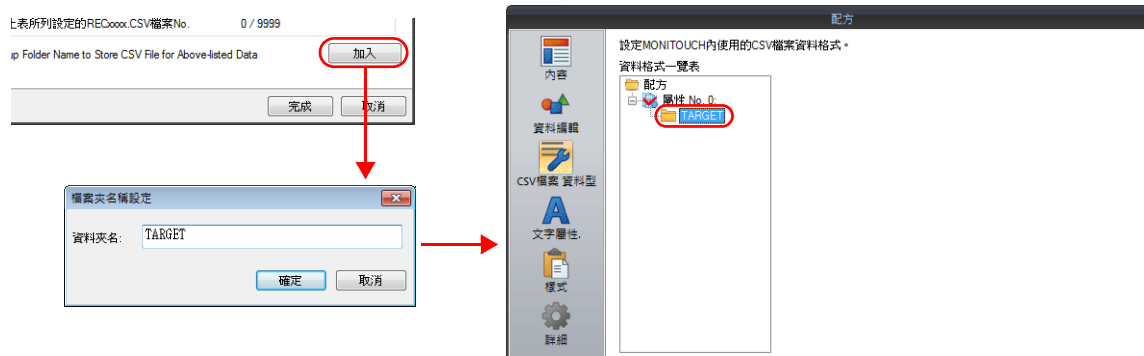 上表所列設定的RECxxxx.CSV檔案No. 0 / 9999
up Folder Name to Store CSV File for Above-listed Data
加入
完成
取消
檔案夾名稱設定
資料夾名:
TARGET
確定
取消
配方
內容
資料編輯
CSV檔案 資料型
文字屬性.
樣式
詳細
設定MONITOUCH內使用的CSV檔案資料格式。
資料格式一覽表
配方
屬性 No. 0:
TARGET